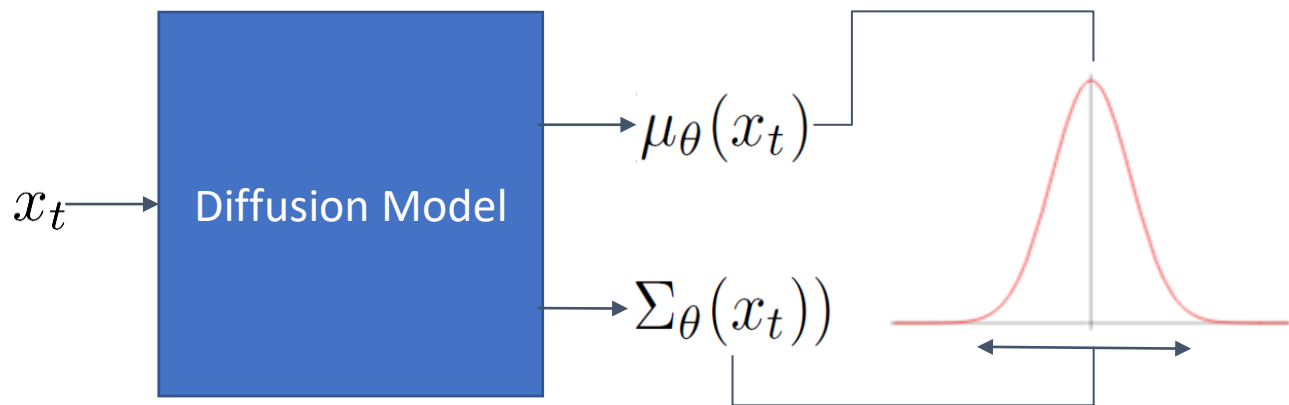 x_t
Diffusion Model
μ_θ(x_t)
Σ_θ(x_t))